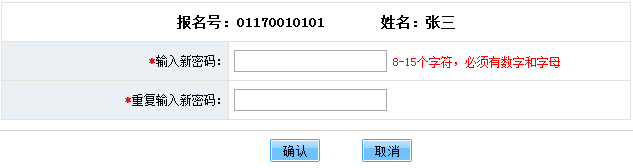 报名号：01170010101 姓名：张三
*输入新密码： 8-15个字符，必须有数字和字母
*重复输入新密码：
确认 取消